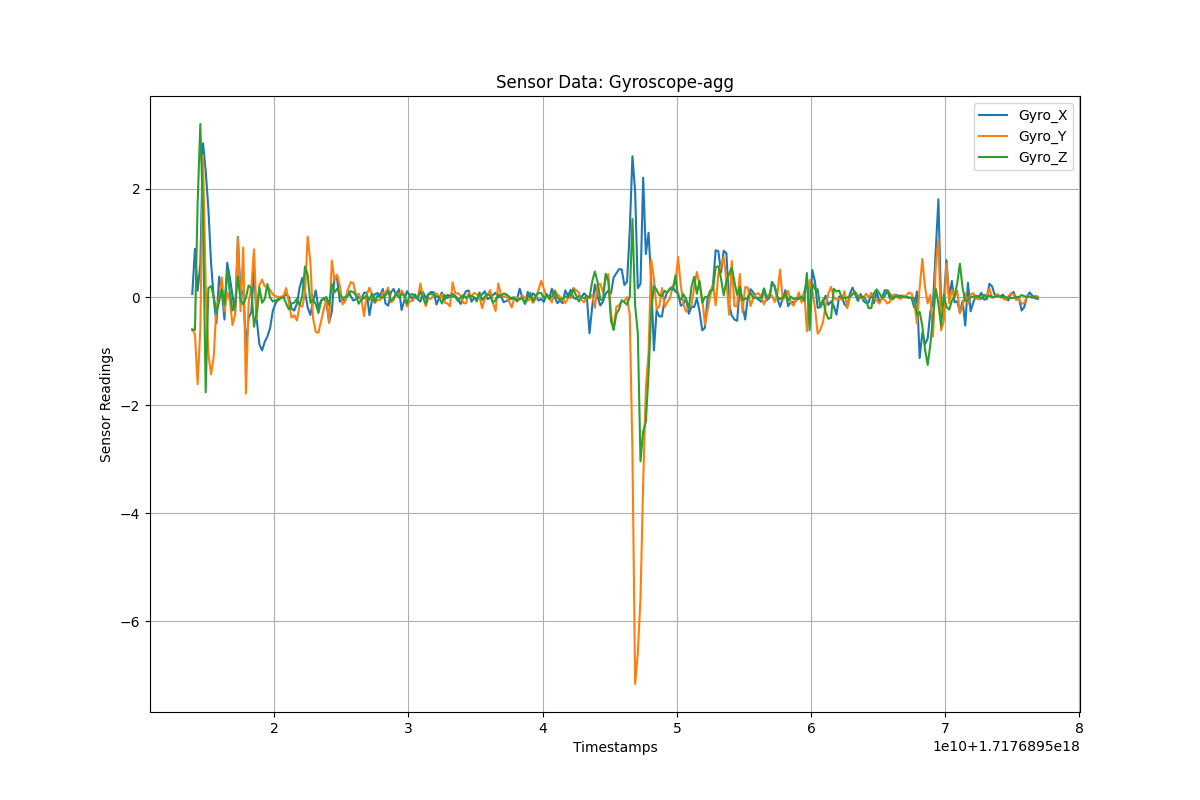 Sensor Data: Gyroscope-agg
Gyro_X
Gyro_Y
Gyro_Z
Sensor Readings
2
0
−2
−4
−6
2 3 4 5 6 7 8
Timestamps
1e10+1.7176895e18